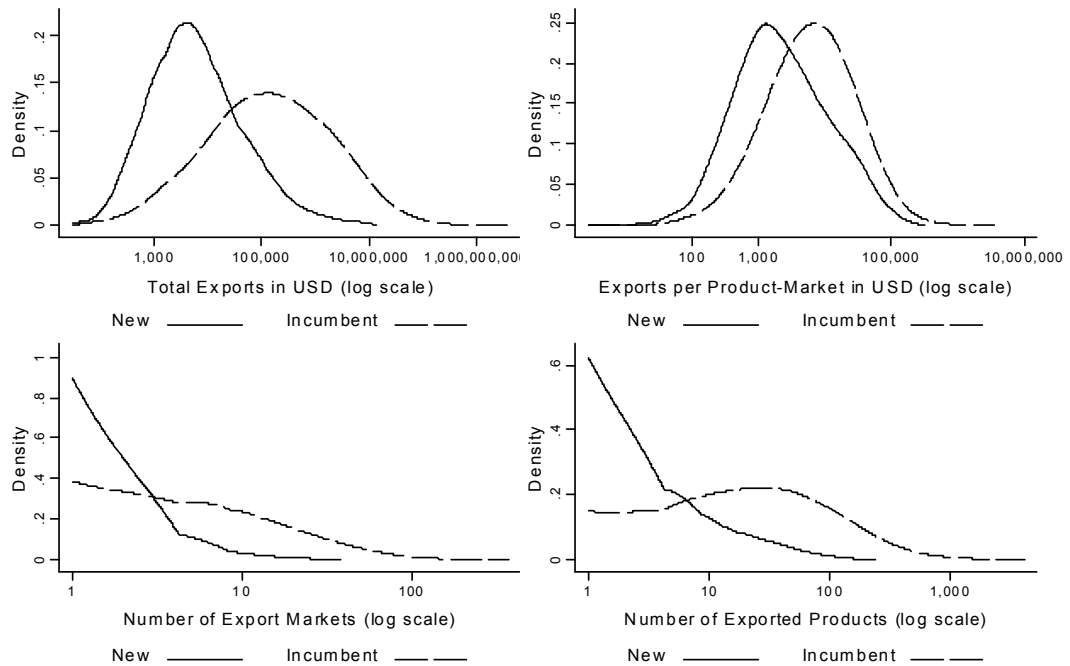 Density
0 .05 .1 .15 .2
1,000 100,000 10,000,000 1,000,000,00
Total Exports in USD (log scale)
New Incumbent
Density
0 .05 .1 .15 .2 .25
100 1,000 100,000 10,000,000
Exports per Product-Market in USD (log scale)
New Incumbent
Density
0 .2 .4 .6 .8 1
1 10 100
Number of Export Markets (log scale)
New Incumbent
Density
0 .2 .4 .6
1 10 100 1,000
Number of Exported Products (log scale)
New Incumbent